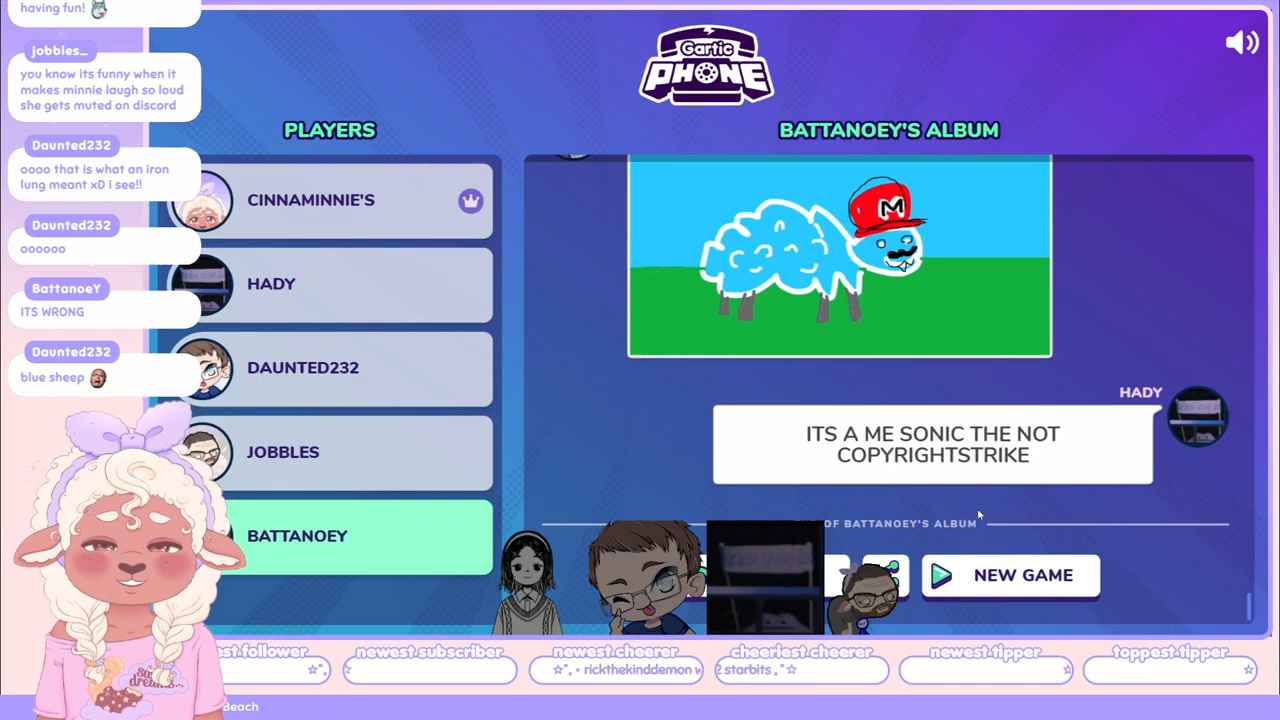 having fun!
jobbles_
you know its funny when it
makes minnie laugh so loud
she gets muted on discord
Daunted232
oooo that is what an iron
lung meant xD i see!!
Daunted232
oooooo
BattanoeY
ITS WRONG
Daunted232
blue sheep
Gartic
PHONE
PLAYERS
CINNAMINNIE'S
HADY
DAUNTED232
JOBBLES
BATTANOEY
BATTANOEY'S ALBUM
M
HADY
ITS A ME SONIC THE NOT
COPYRIGHTSTRIKE
OF BATTANOEY'S ALBUM
NEW GAME
est follower
newest subscriber
newest cheerer
cheeriest cheerer
newest tipper
toppest tipper
rickthekinddemon w
2 starbits
Beach